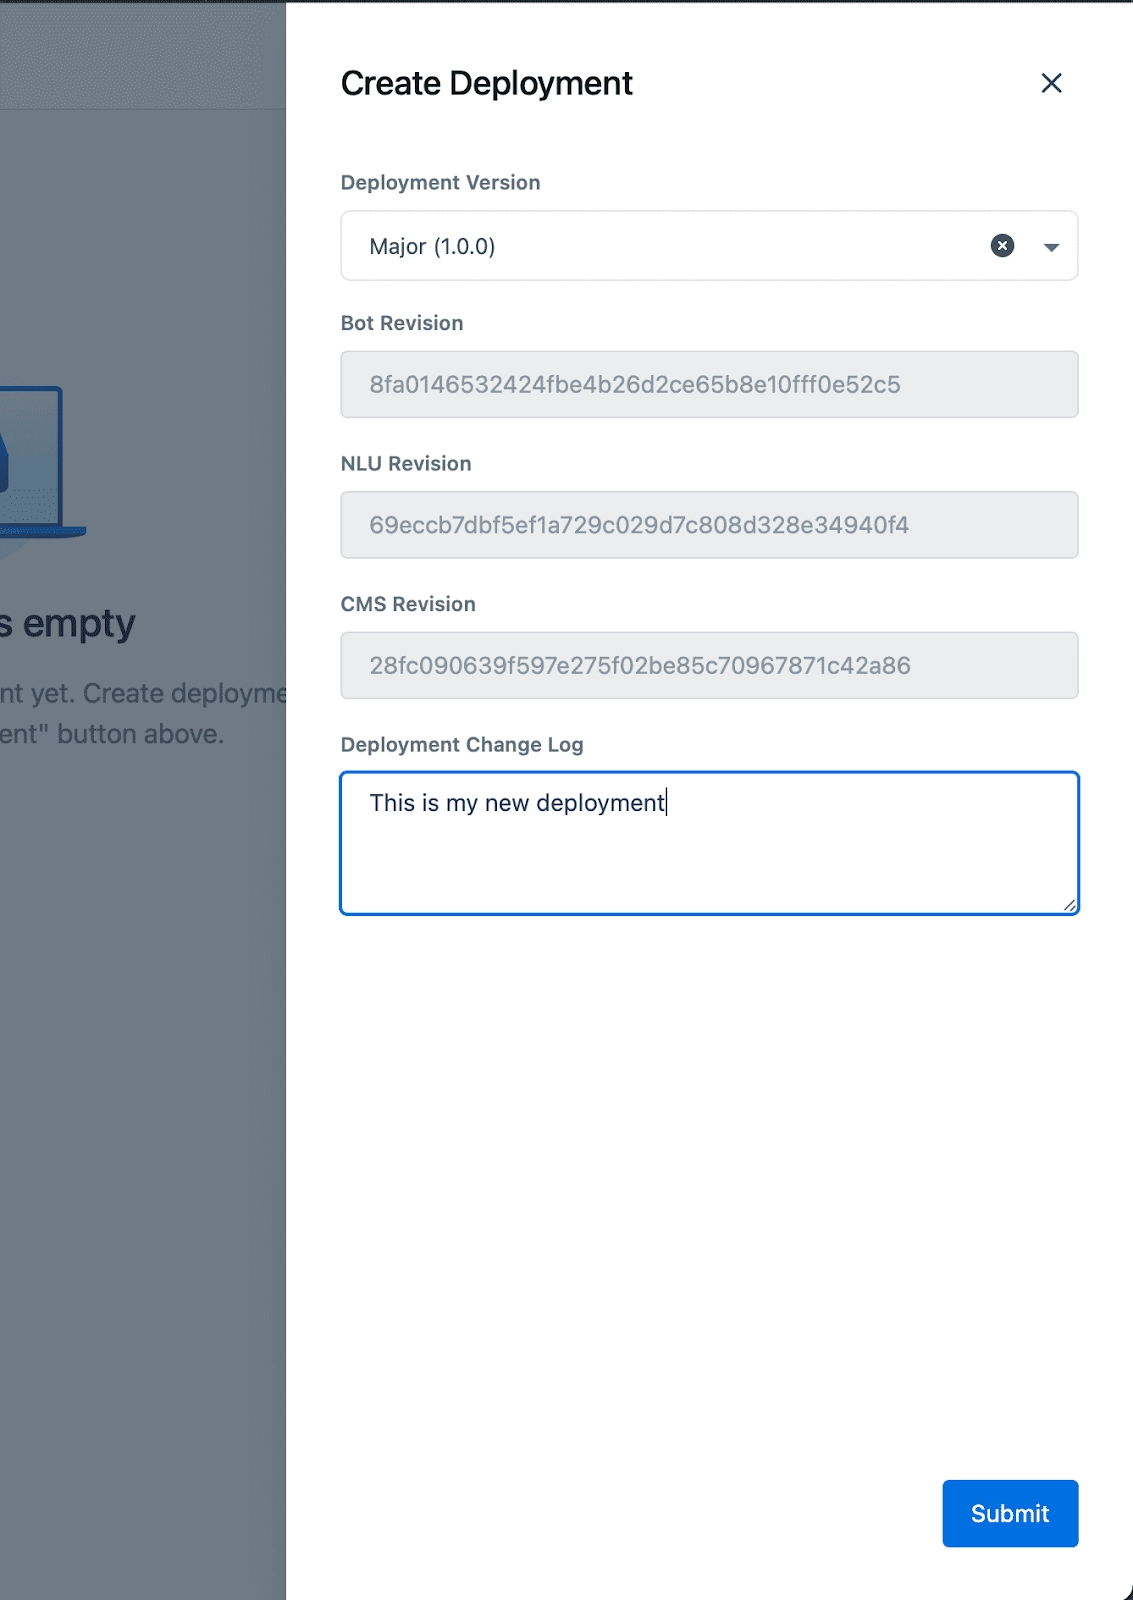 Create Deployment
Deployment Version
Major (1.0.0)
Bot Revision
8fa0146532424fbe4b26d2ce65b8e10fff0e52c5
NLU Revision
69eccb7dbf5ef1a729c029d7c808d328e34940f4
CMS Revision
28fc090639f597e275f02be85c70967871c42a86
Deployment Change Log
This is my new deployment
Submit
s empty
nt yet. Create deployme
ent" button above.